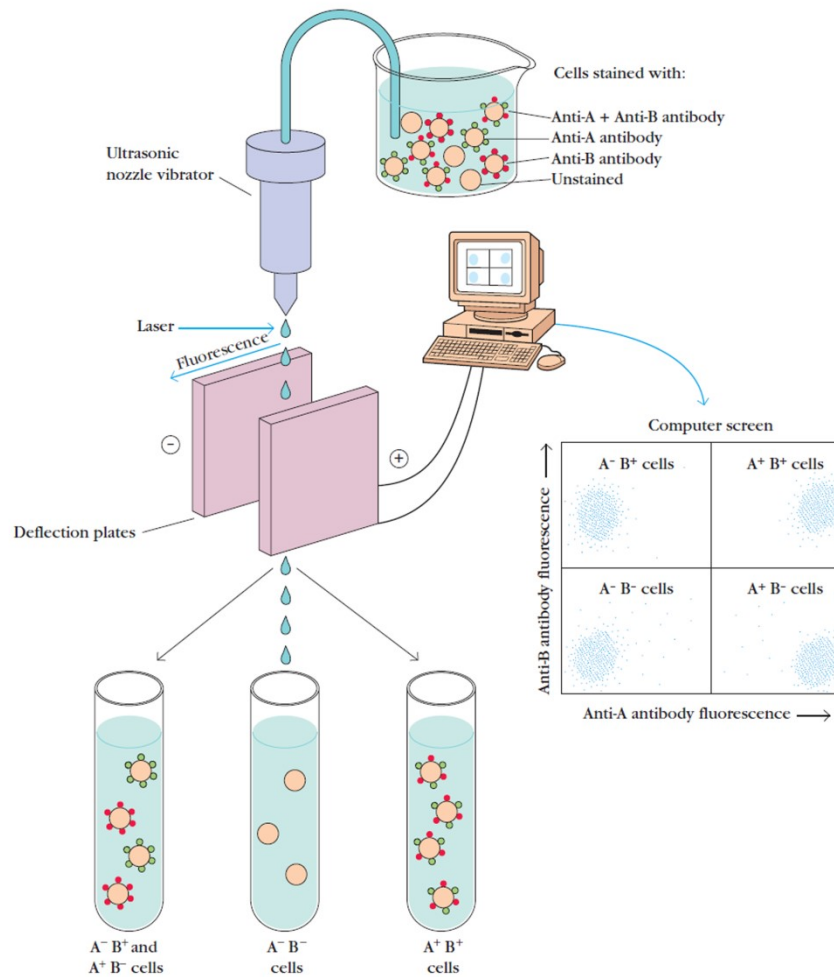 Cells stained with:
Anti-A + Anti-B antibody
Anti-A antibody
Anti-B antibody
Unstained
Ultrasonic
nozzle vibrator
Laser
Fluorescence
−
+
Deflection plates
Computer screen
A⁻ B⁺ cells
A⁺ B⁺ cells
A⁻ B⁻ cells
A⁺ B⁻ cells
Anti-B antibody fluorescence
Anti-A antibody fluorescence
A⁻ B⁺ and
A⁺ B⁻ cells
A⁻ B⁻
cells
A⁺ B⁺
cells